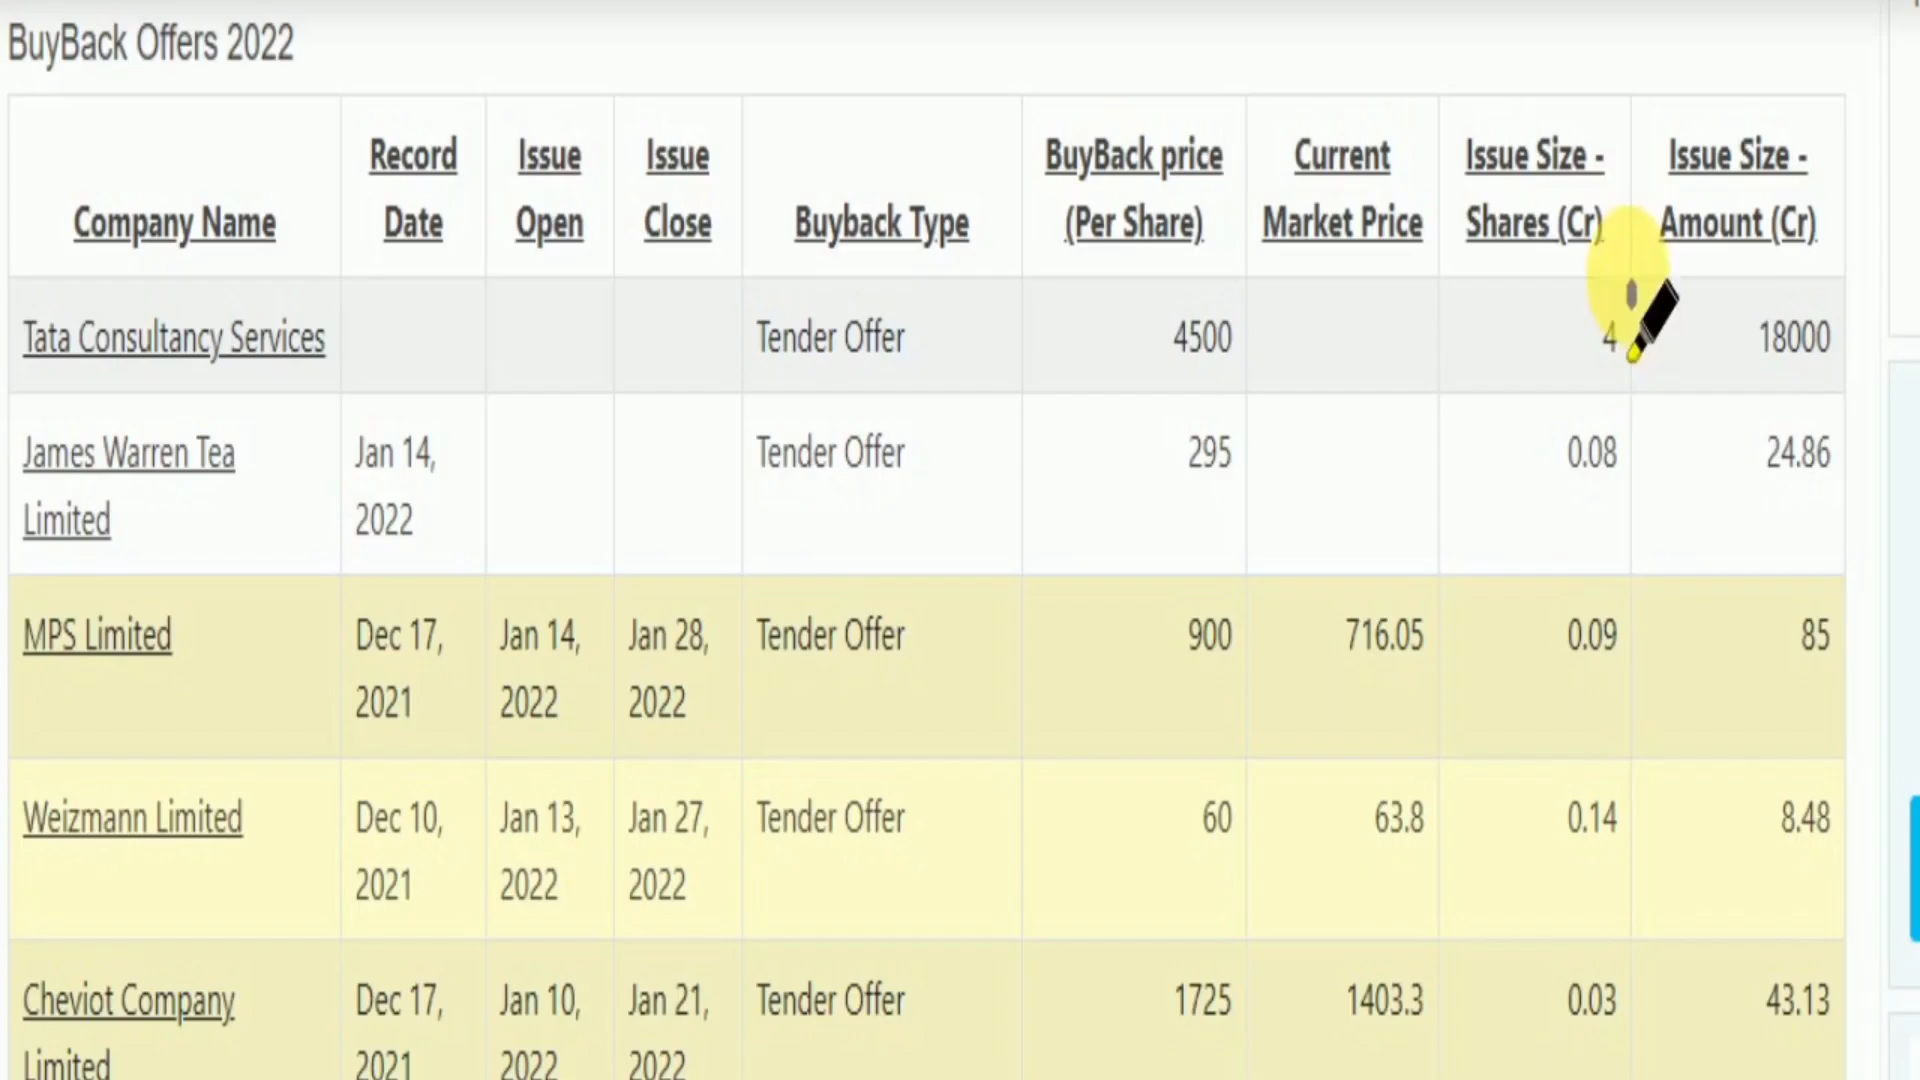 BuyBack Offers 2022
Company Name
Record
Date
Issue
Open
Issue
Close
Buyback Type
BuyBack price
(Per Share)
Current
Market Price
Issue Size -
Shares (Cr)
Issue Size -
Amount (Cr)
Tata Consultancy Services Tender Offer 4500 4 18000
James Warren Tea Jan 14, Tender Offer 295 0.08 24.86
Limited 2022
MPS Limited Dec 17, Jan 14, Jan 28, Tender Offer 900 716.05 0.09 85
2021 2022 2022
Weizmann Limited Dec 10, Jan 13, Jan 27, Tender Offer 60 63.8 0.14 8.48
2021 2022 2022
Cheviot Company Dec 17, Jan 10, Jan 21, Tender Offer 1725 1403.3 0.03 43.13
Limited 2021 2022 2022